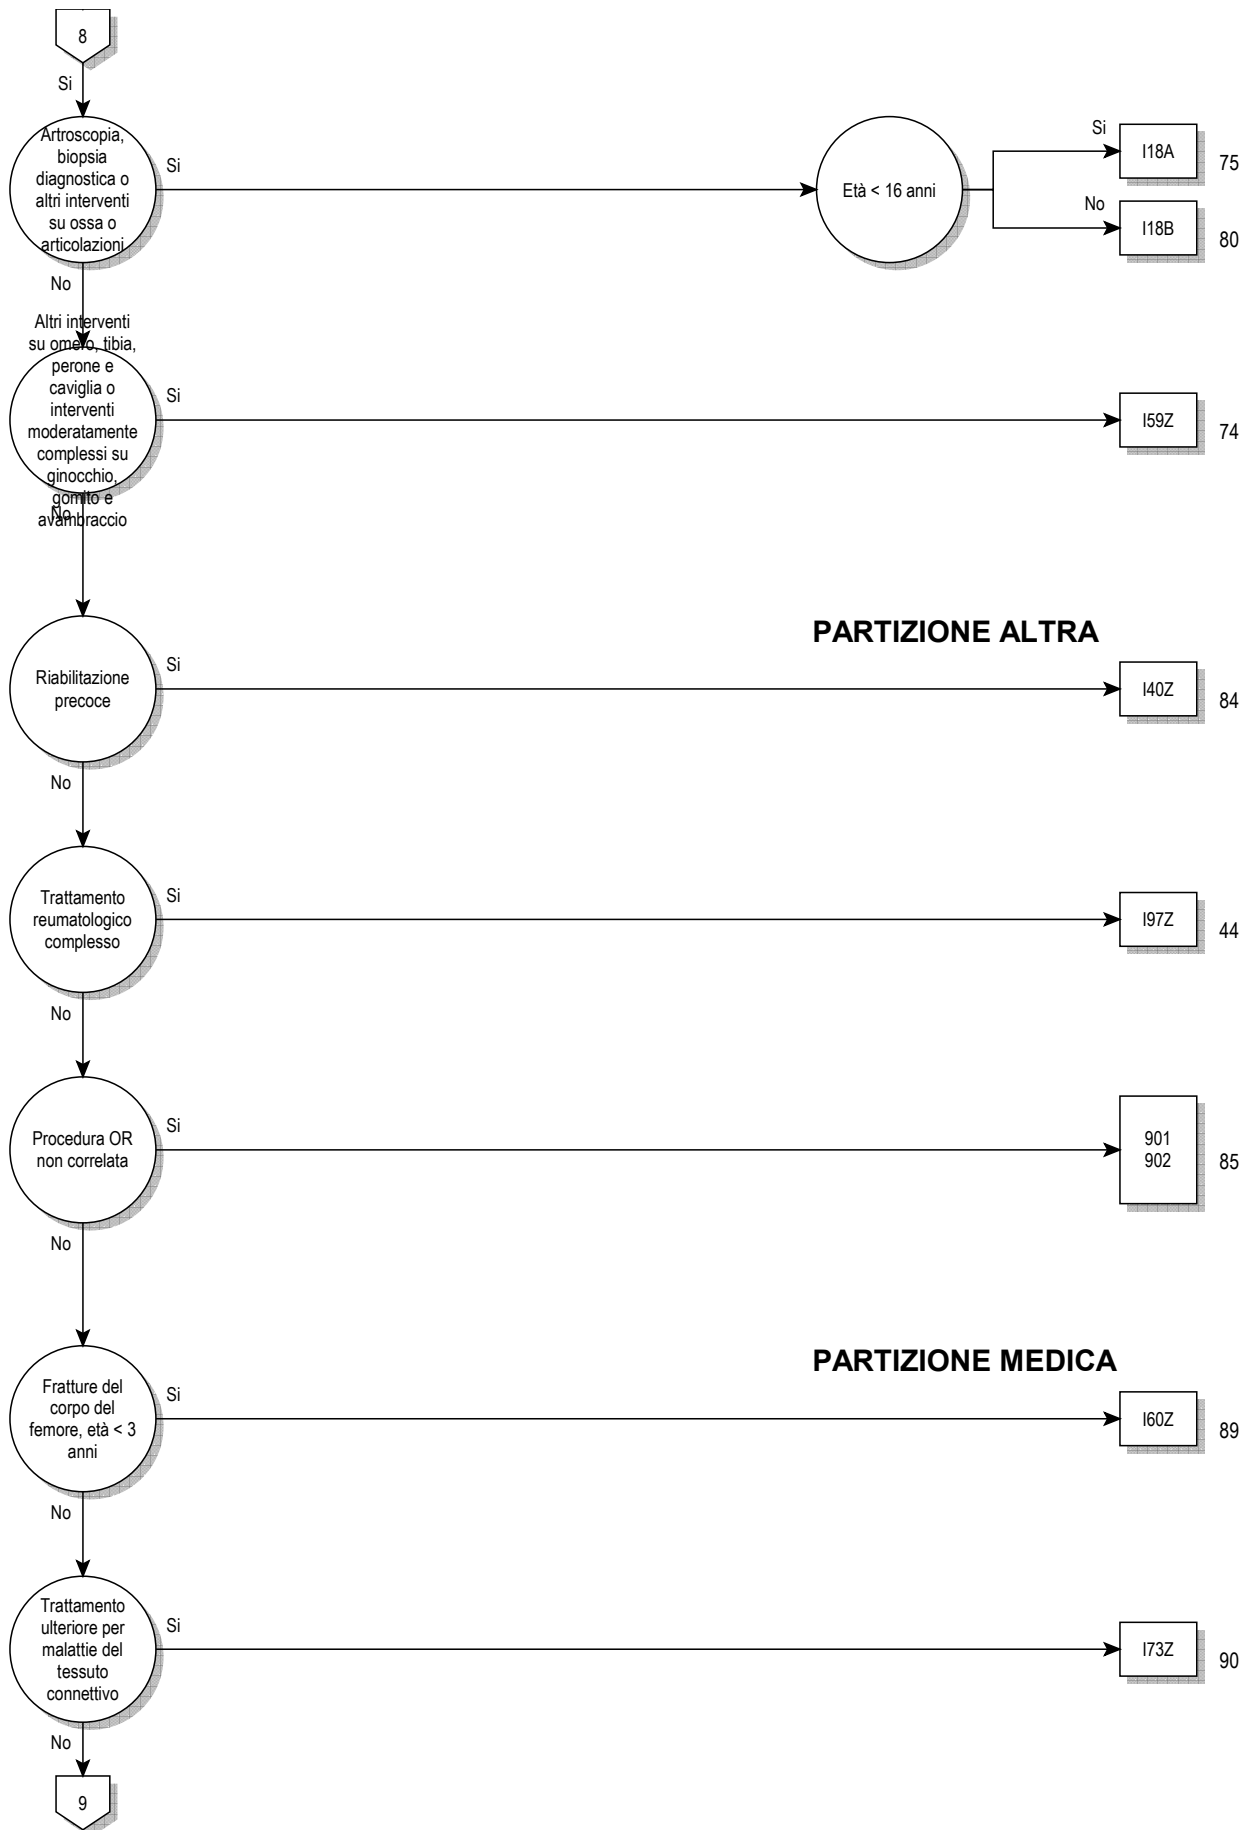 8
Si
Artroscopia,
biopsia
diagnostica o
altri interventi
su ossa o
articolazioni
Si
Età < 16 anni
Si
I18A
75
No
I18B
80
No
Altri interventi
su omero, tibia,
perone e
caviglia o
interventi
moderatamente
complessi su
ginocchio,
gomito e
avambraccio
Si
I59Z
74
No
PARTIZIONE ALTRA
Riabilitazione
precoce
Si
I40Z
84
No
Trattamento
reumatologico
complesso
Si
I97Z
44
No
Procedura OR
non correlata
Si
901
902
85
No
PARTIZIONE MEDICA
Fratture del
corpo del
femore, età < 3
anni
Si
I60Z
89
No
Trattamento
ulteriore per
malattie del
tessuto
connettivo
Si
I73Z
90
No
9